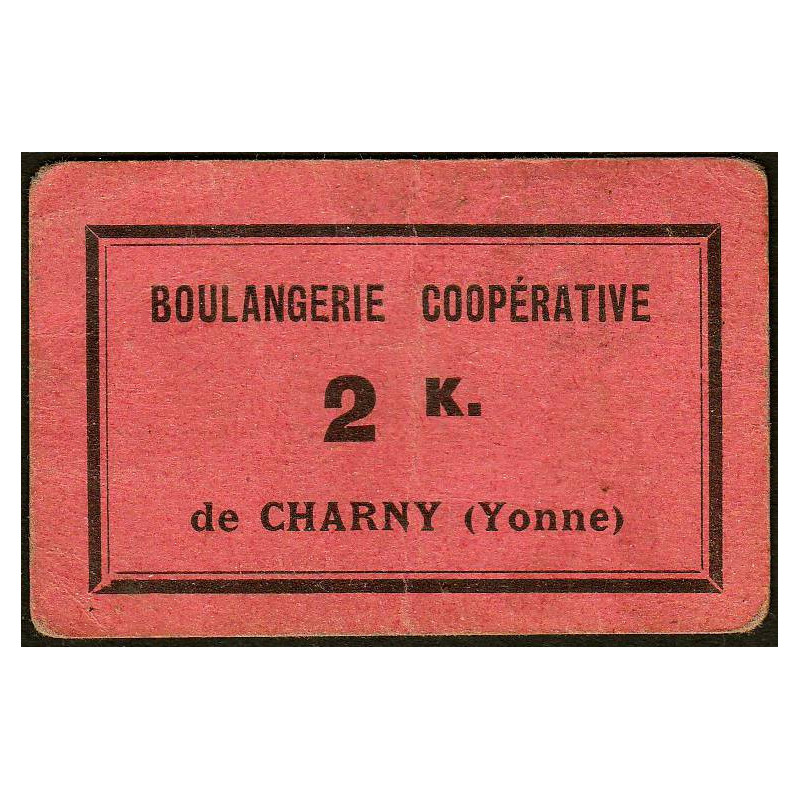 BOULANGERIE COOPÉRATIVE
2 K.
de CHARNY (Yonne)